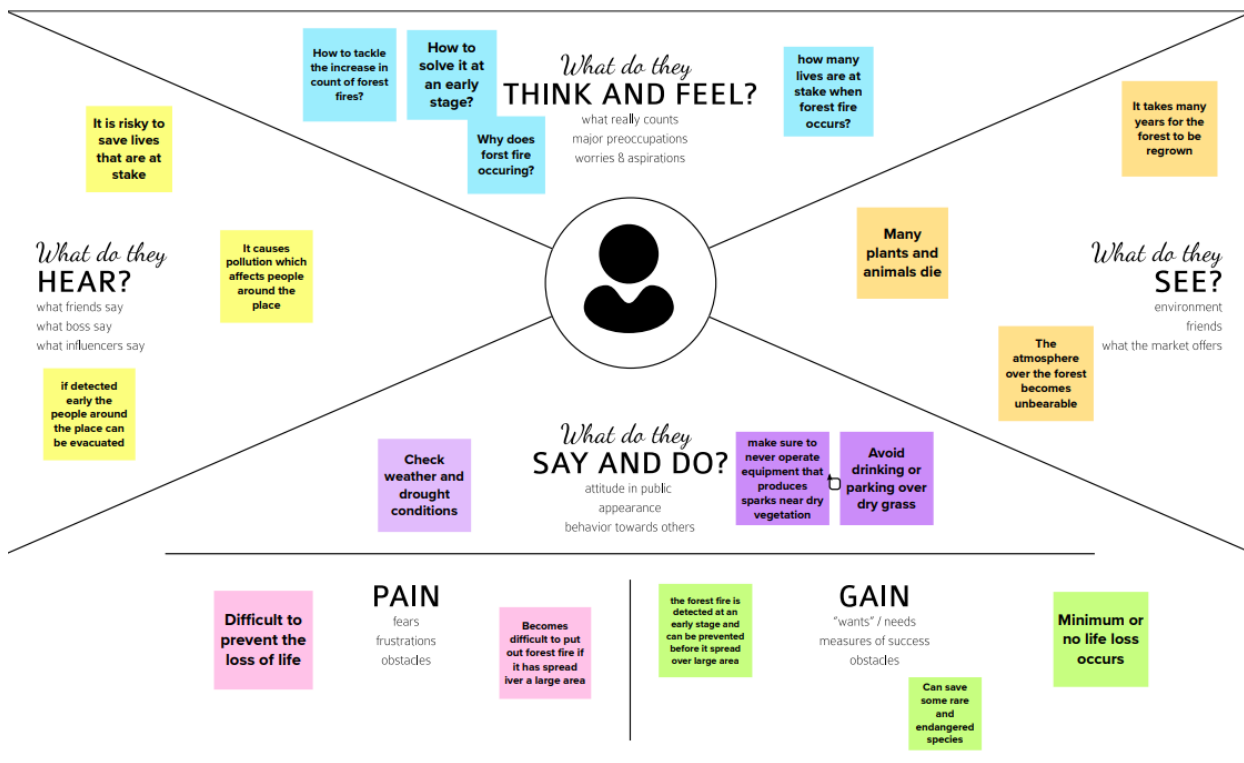 How to tackle
the increase in
count of forest
fires?
How to
solve it at
an early
stage?
Why does
forst fire
occuring?
What do they
THINK AND FEEL?
what really counts
major preoccupations
worries & aspirations
how many
lives are at
stake when
forest fire
occurs?
It is risky to
save lives
that are at
stake
What do they
HEAR?
what friends say
what boss say
what influencers say
It causes
pollution which
affects people
around the
place
if detected
early the
people around
the place can
be evacuated
It takes many
years for the
forest to be
regrown
Many
plants and
animals die
What do they
SEE?
environment
friends
what the market offers
The
atmosphere
over the forest
becomes
unbearable
Check
weather and
drought
conditions
What do they
SAY AND DO?
attitude in public
appearance
behavior towards others
make sure to
never operate
equipment that
produces
sparks near dry
vegetation
Avoid
drinking or
parking over
dry grass
Difficult to
prevent the
loss of life
PAIN
fears
frustrations
obstacles
Becomes
difficult to put
out forest fire if
it has spread
iver a large area
the forest fire is
detected at an
early stage and
can be prevented
before it spread
over large area
GAIN
"wants" / needs
measures of success
obstacles
Can save
some rare
and
endangered
species
Minimum or
no life loss
occurs